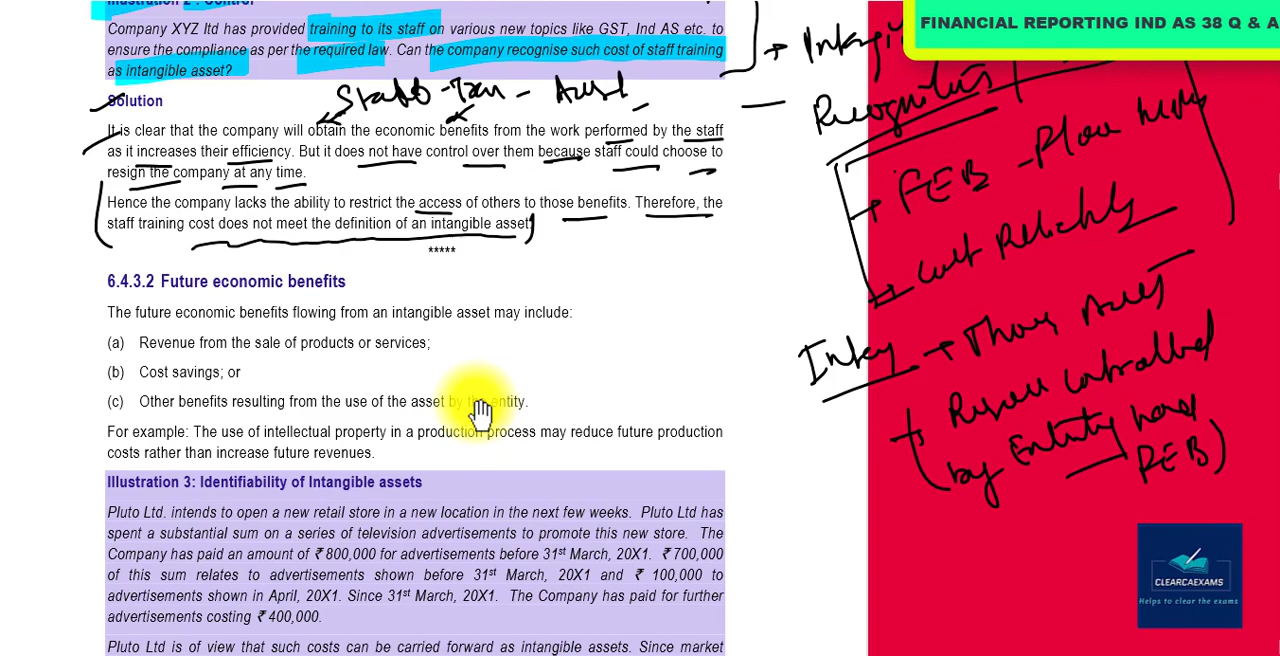 Illustration 2 : Control
FINANCIAL REPORTING IND AS 38 Q & A
Company XYZ ltd has provided training to its staff on various new topics like GST, Ind AS etc. to
ensure the compliance as per the required law. Can the company recognise such cost of staff training
as intangible asset?
Solution
It is clear that the company will obtain the economic benefits from the work performed by the staff
as it increases their efficiency. But it does not have control over them because staff could choose to
resign the company at any time.
Hence the company lacks the ability to restrict the access of others to those benefits. Therefore, the
staff training cost does not meet the definition of an intangible asset.
*****
6.4.3.2 Future economic benefits
The future economic benefits flowing from an intangible asset may include:
(a) Revenue from the sale of products or services;
(b) Cost savings; or
(c) Other benefits resulting from the use of the asset by the entity.
For example: The use of intellectual property in a production process may reduce future production
costs rather than increase future revenues.
Illustration 3: Identifiability of Intangible assets
Pluto Ltd. intends to open a new retail store in a new location in the next few weeks. Pluto Ltd has
spent a substantial sum on a series of television advertisements to promote this new store. The
Company has paid an amount of ₹ 800,000 for advertisements before 31st March, 20X1. ₹ 700,000
of this sum relates to advertisements shown before 31st March, 20X1 and ₹ 100,000 to
advertisements shown in April, 20X1. Since 31st March, 20X1. The Company has paid for further
advertisements costing ₹ 400,000.
Pluto Ltd is of view that such costs can be carried forward as intangible assets. Since market
FEB - Flow
Cost Reliably
controlled
by Entity
FEB)
CLEARCAEXAMS
Helps to clear the exams